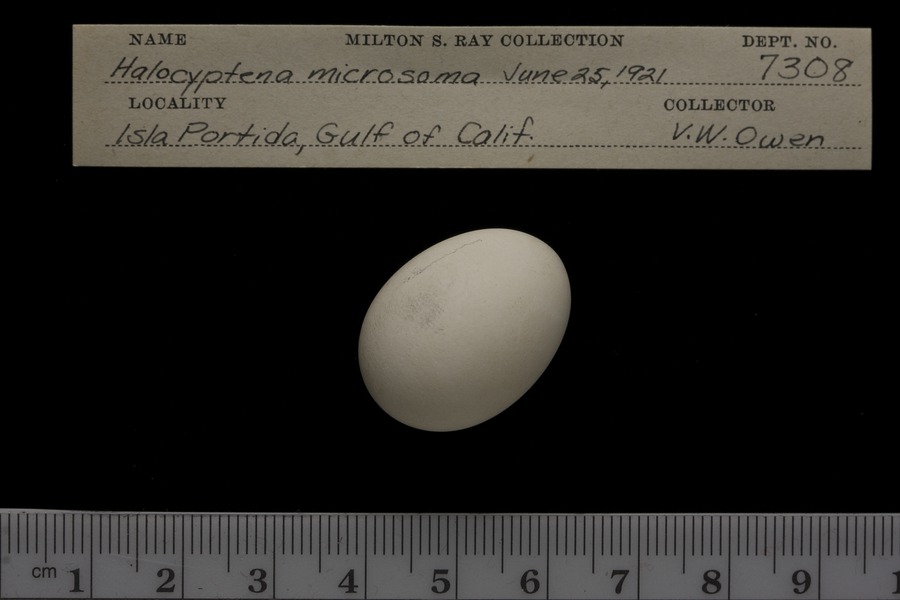 NAME MILTON S. RAY COLLECTION DEPT. NO.
Halocyptena microsoma June 25, 1921 7308
LOCALITY COLLECTOR
Isla Partida, Gulf of Calif. V.W. Owen
cm 1 2 3 4 5 6 7 8 9 1